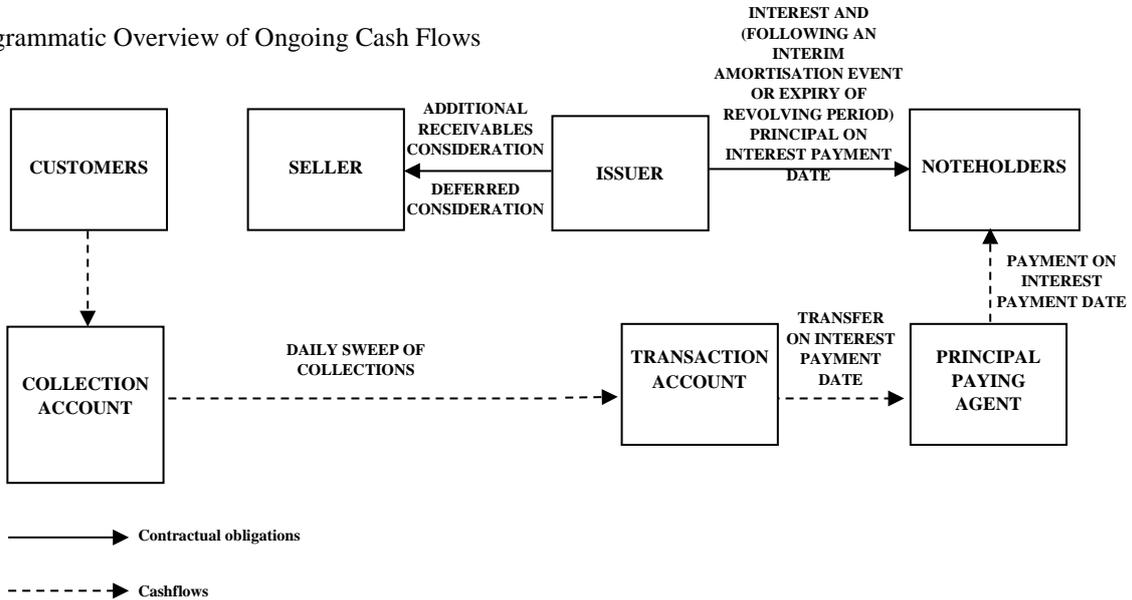 grammatic Overview of Ongoing Cash Flows
INTEREST AND
(FOLLOWING AN
INTERIM
AMORTISATION EVENT
OR EXPIRY OF
REVOLVING PERIOD)
PRINCIPAL ON
INTEREST PAYMENT
DATE
CUSTOMERS
SELLER
ADDITIONAL
RECEIVABLES
CONSIDERATION
DEFERRED
CONSIDERATION
ISSUER
NOTEHOLDERS
PAYMENT ON
INTEREST
PAYMENT DATE
COLLECTION
ACCOUNT
DAILY SWEEP OF
COLLECTIONS
TRANSACTION
ACCOUNT
TRANSFER
ON INTEREST
PAYMENT
DATE
PRINCIPAL
PAYING
AGENT
Contractual obligations
Cashflows